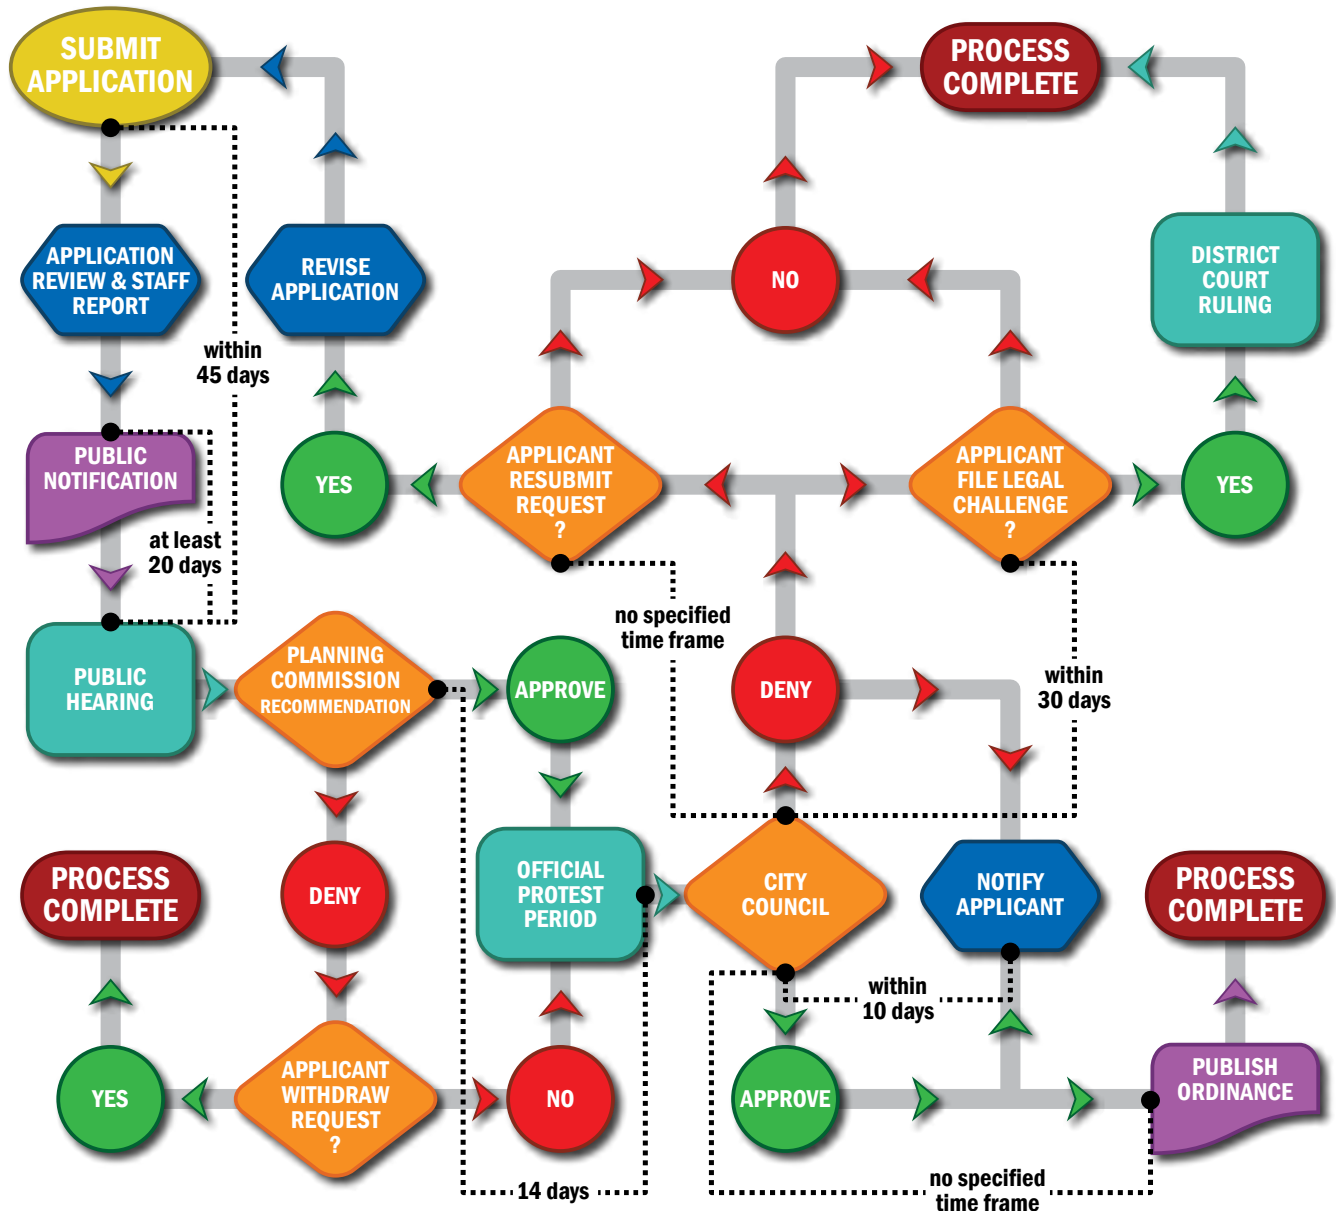 SUBMIT
APPLICATION
PROCESS
COMPLETE
APPLICATION
REVIEW & STAFF
REPORT
REVISE
APPLICATION
NO
DISTRICT
COURT
RULING
within
45 days
PUBLIC
NOTIFICATION
YES
APPLICANT
RESUBMIT
REQUEST
?
APPLICANT
FILE LEGAL
CHALLENGE
?
YES
at least
20 days
no specified
time frame
PUBLIC
HEARING
PLANNING
COMMISSION
RECOMMENDATION
APPROVE
DENY
within
30 days
PROCESS
COMPLETE
DENY
OFFICIAL
PROTEST
PERIOD
CITY
COUNCIL
NOTIFY
APPLICANT
PROCESS
COMPLETE
within
10 days
YES
APPLICANT
WITHDRAW
REQUEST
?
NO
APPROVE
PUBLISH
ORDINANCE
14 days
no specified
time frame